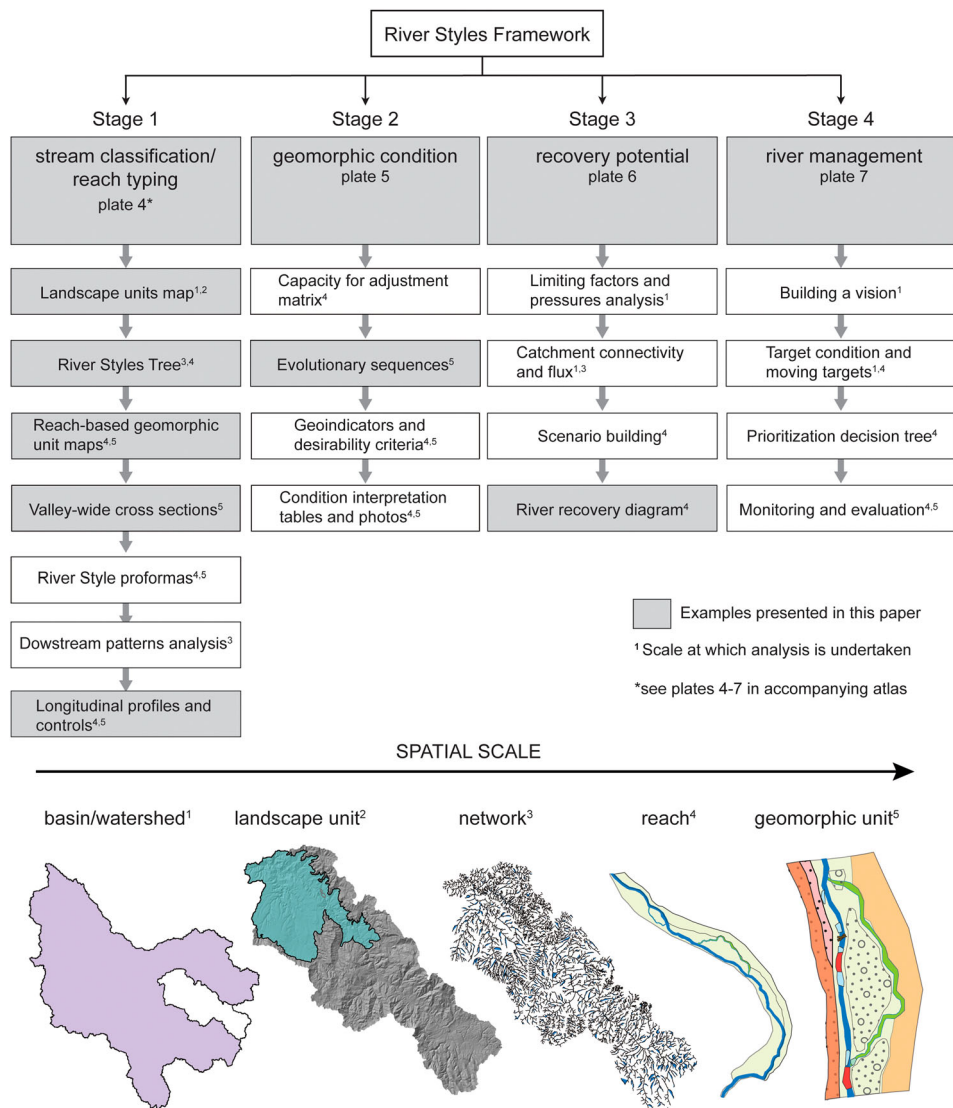 River Styles Framework
Stage 1
stream classification/
reach typing
plate 4*
Landscape units map1,2
River Styles Tree3,4
Reach-based geomorphic
unit maps4,5
Valley-wide cross sections5
River Style proformas4,5
Dowstream patterns analysis3
Longitudinal profiles and
controls4,5
Stage 2
geomorphic condition
plate 5
Capacity for adjustment
matrix4
Evolutionary sequences5
Geoindicators and
desirability criteria4,5
Condition interpretation
tables and photos4,5
Stage 3
recovery potential
plate 6
Limiting factors and
pressures analysis1
Catchment connectivity
and flux1,3
Scenario building4
River recovery diagram4
Stage 4
river management
plate 7
Building a vision1
Target condition and
moving targets1,4
Prioritization decision tree4
Monitoring and evaluation4,5
Examples presented in this paper
1 Scale at which analysis is undertaken
*see plates 4-7 in accompanying atlas
SPATIAL SCALE
basin/watershed1
landscape unit2
network3
reach4
geomorphic unit5